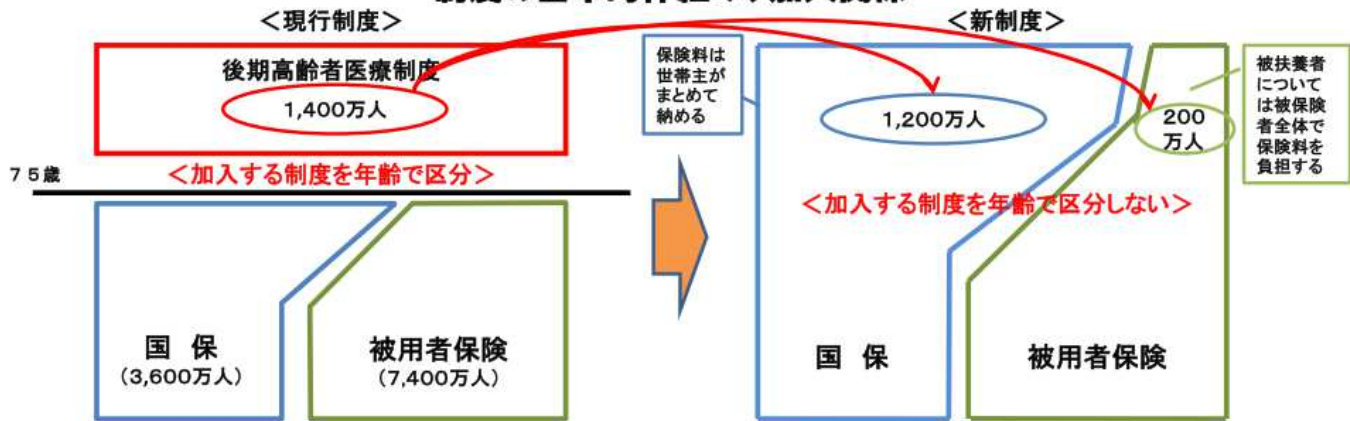 ＜現行制度＞
後期高齢者医療制度
1,400万人
７５歳
＜加入する制度を年齢で区分＞
国 保
（3,600万人）
被用者保険
（7,400万人）
＜新制度＞
保険料は
世帯主が
まとめて
納める
1,200万人
200
万人
被扶養者
について
は被保険
者全体で
保険料を
負担する
＜加入する制度を年齢で区分しない＞
国 保
被用者保険